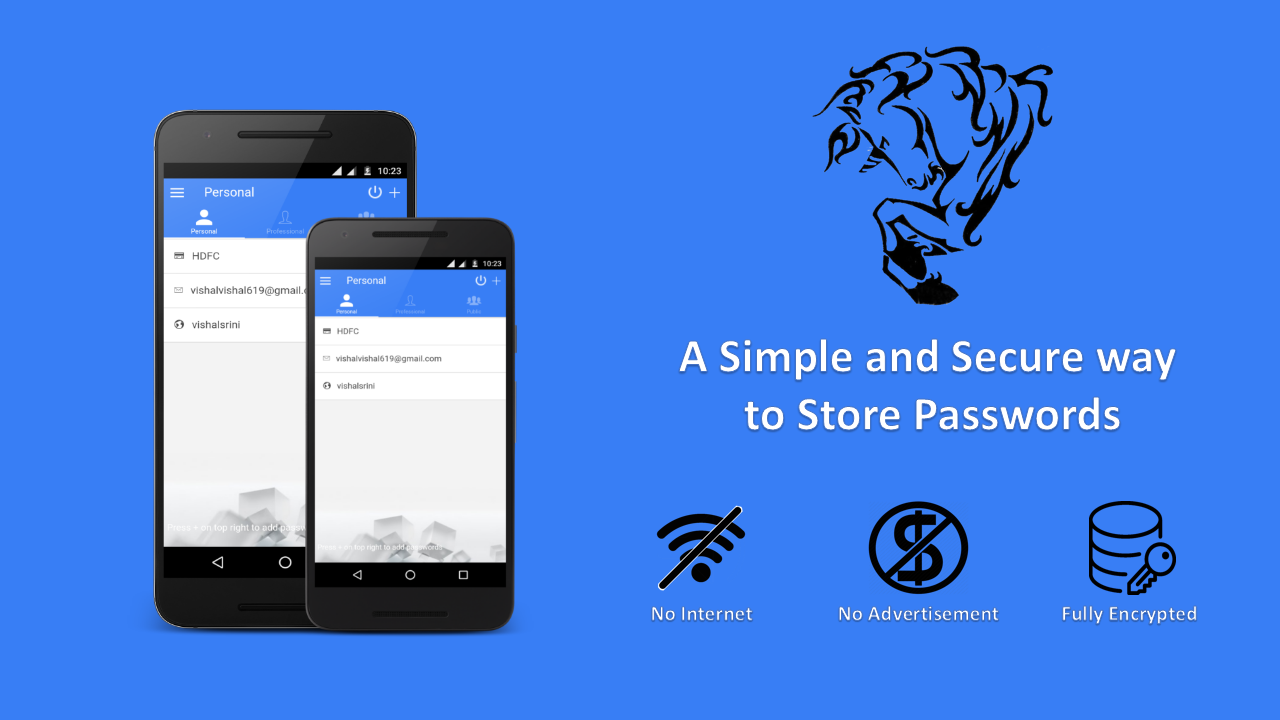 10:23
Personal
Personal
Professional
HDFC
vishalvishal619@gmail.c
vishalsrini
Press + on top right to add passw
10:23
Personal
Personal
Professional
Public
HDFC
vishalvishal619@gmail.com
vishalsrini
Press + on top right to add passwords
A Simple and Secure way
to Store Passwords
No Internet
No Advertisement
Fully Encrypted